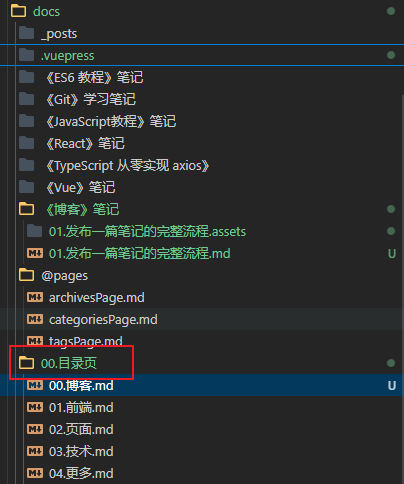 docs
_posts
.vuepress
《ES6 教程》笔记
《Git》学习笔记
《JavaScript教程》笔记
《React》笔记
《TypeScript 从零实现 axios》
《Vue》笔记
《博客》笔记
01.发布一篇笔记的完整流程.assets
01.发布一篇笔记的完整流程.md U
@pages
archivesPage.md
categoriesPage.md
tagsPage.md
00.目录页
00.博客.md U
01.前端.md
02.页面.md
03.技术.md
04.更多.md